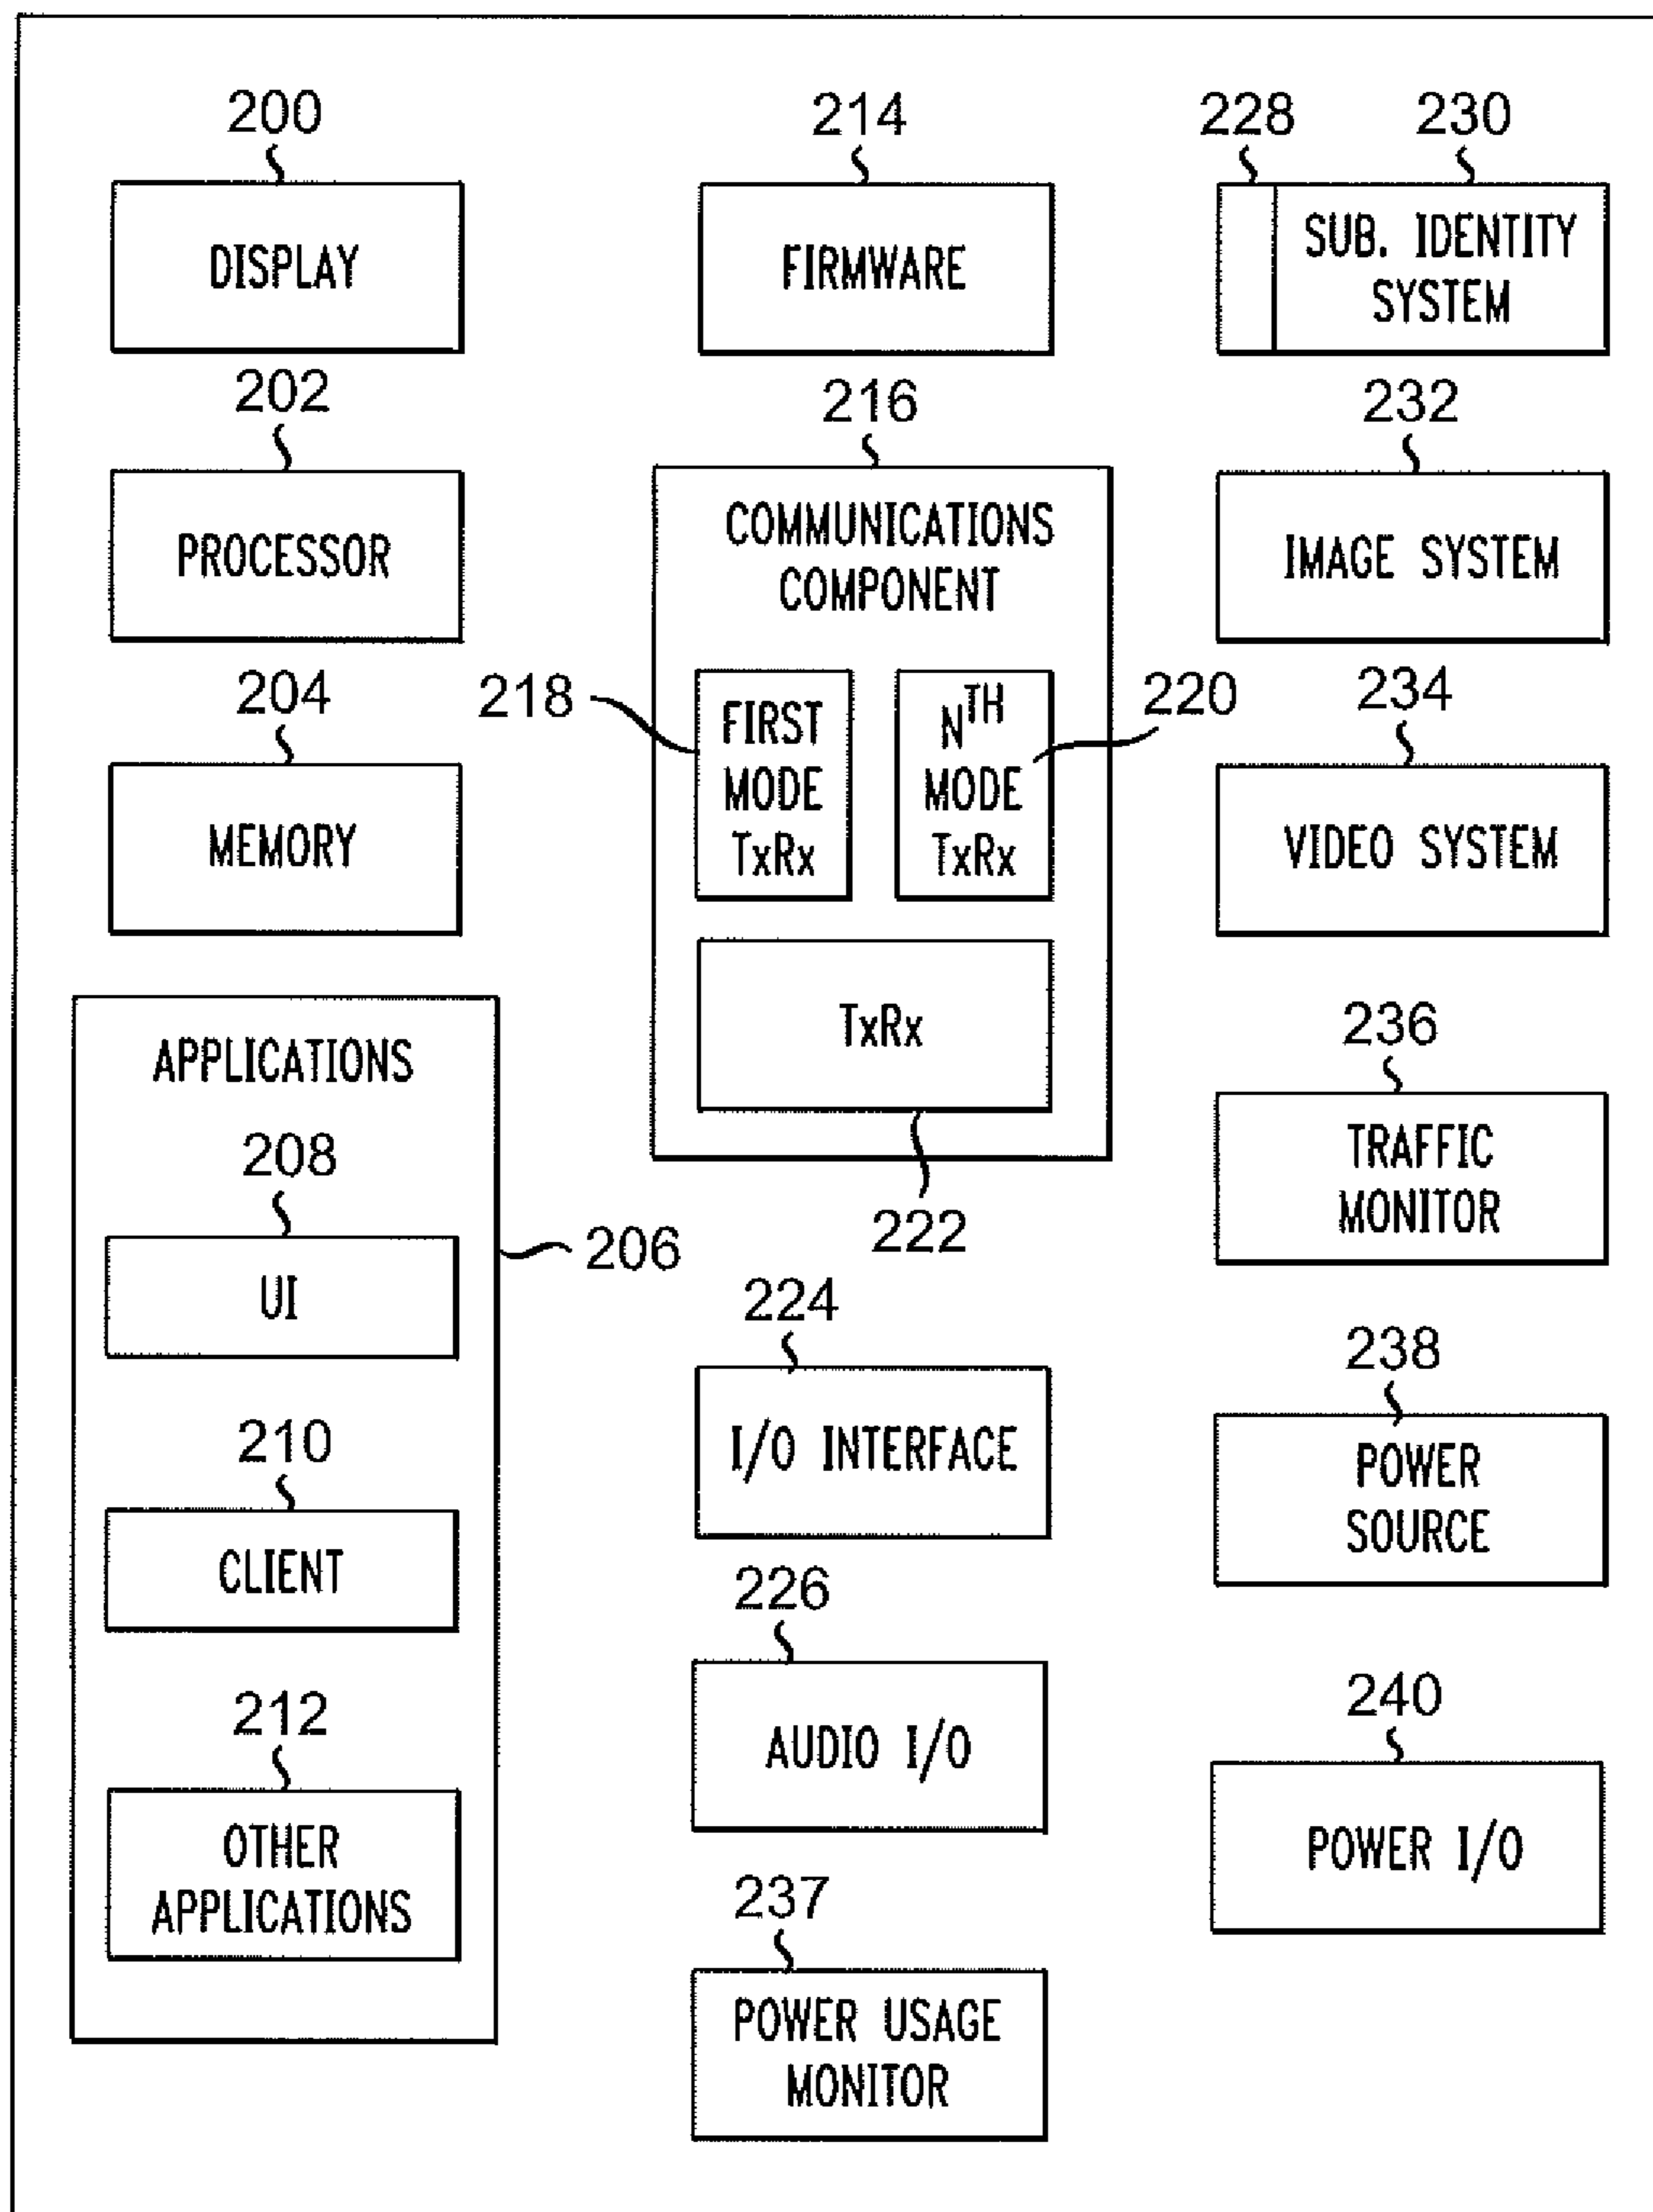 200
DISPLAY
202
PROCESSOR
204
MEMORY
APPLICATIONS
206
208
UI
210
CLIENT
212
OTHER
APPLICATIONS
214
FIRMWARE
216
COMMUNICATIONS
COMPONENT
218
FIRST
MODE
TxRx
220
NTH
MODE
TxRx
TxRx
222
224
I/O INTERFACE
226
AUDIO I/O
237
POWER USAGE
MONITOR
228
230
SUB. IDENTITY
SYSTEM
232
IMAGE SYSTEM
234
VIDEO SYSTEM
236
TRAFFIC
MONITOR
238
POWER
SOURCE
240
POWER I/O